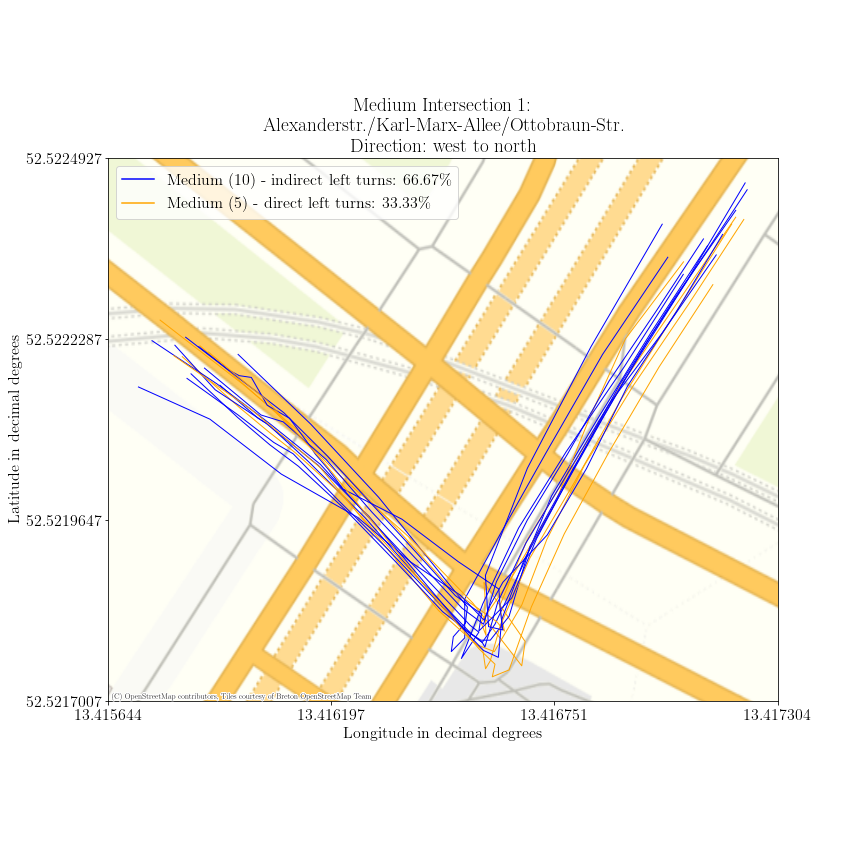 Medium Intersection 1:
Alexanderstr./Karl-Marx-Allee/Ottobraun-Str.
Direction: west to north
52.5224927
Medium (10) - indirect left turns: 66.67%
Medium (5) - direct left turns: 33.33%
52.5222287
Latitude in decimal degrees
52.5219647
52.5217007
(C) OpenStreetMap contributors, Tiles courtesy of Breton OpenStreetMap Team
13.415644
13.416197
13.416751
13.417304
Longitude in decimal degrees